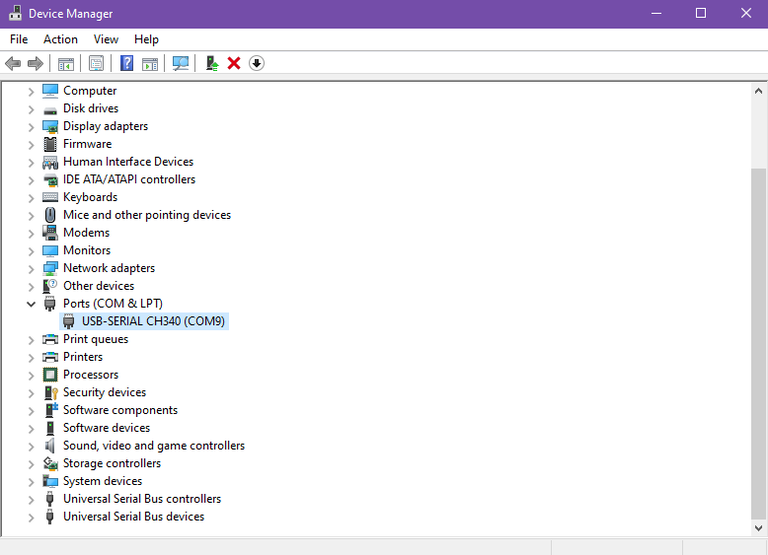 Device Manager
File Action View Help
Computer
Disk drives
Display adapters
Firmware
Human Interface Devices
IDE ATA/ATAPI controllers
Keyboards
Mice and other pointing devices
Modems
Monitors
Network adapters
Other devices
Ports (COM & LPT)
USB-SERIAL CH340 (COM9)
Print queues
Printers
Processors
Security devices
Software components
Software devices
Sound, video and game controllers
Storage controllers
System devices
Universal Serial Bus controllers
Universal Serial Bus devices